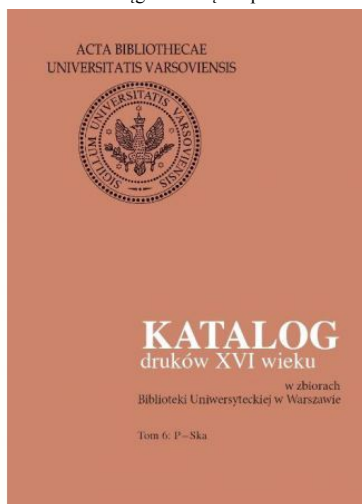 ACTA BIBLIOTHECAE
UNIVERSITATIS VARSOVIENSIS
SIGILLUM UNIVERSITATIS VARSOVIENSIS
KATALOG
druków XVI wieku
w zbiorach
Biblioteki Uniwersyteckiej w Warszawie
Tom 6: P–Ska